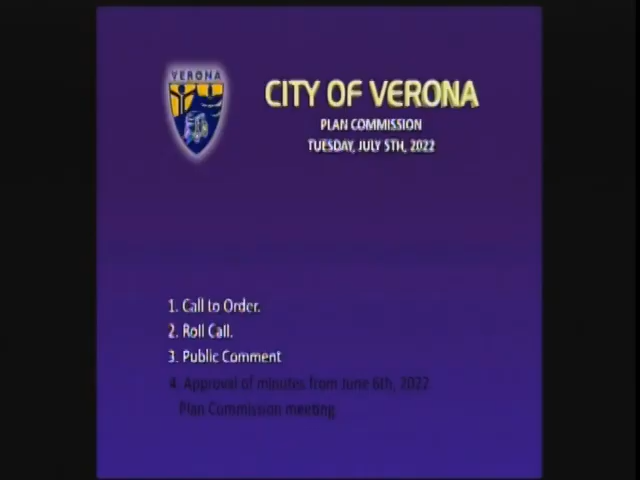 VERONA
CITY OF VERONA
PLAN COMMISSION
TUESDAY, JULY 5TH, 2022
1. Call to Order.
2. Roll Call.
3. Public Comment
4. Approval of minutes from June 6th, 2022
Plan Commission meeting